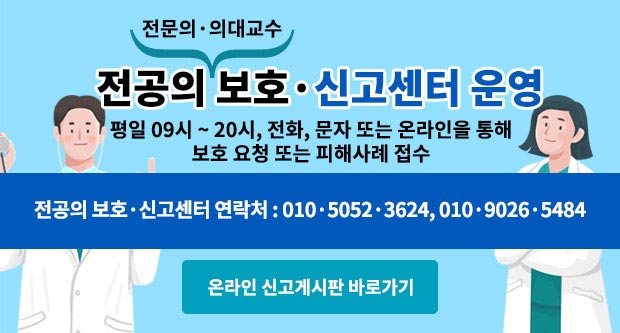 전문의·의대교수
전공의 보호·신고센터 운영
평일 09시 ~ 20시, 전화, 문자 또는 온라인을 통해
보호 요청 또는 피해사례 접수
전공의 보호·신고센터 연락처 : 010·5052·3624, 010·9026·5484
온라인 신고게시판 바로가기